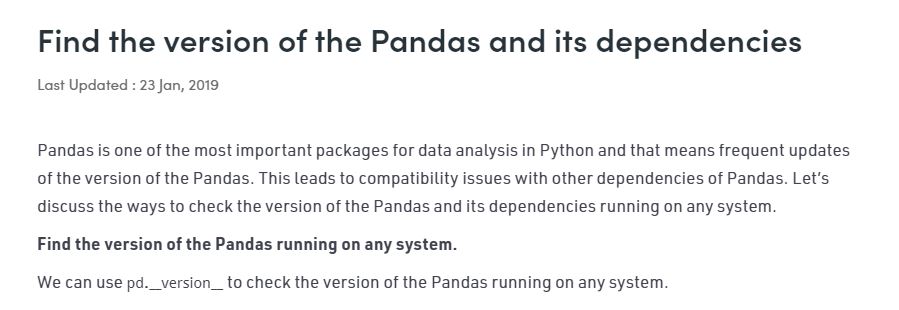 Find the version of the Pandas and its dependencies
Last Updated : 23 Jan, 2019
Pandas is one of the most important packages for data analysis in Python and that means frequent updates
of the version of the Pandas. This leads to compatibility issues with other dependencies of Pandas. Let’s
discuss the ways to check the version of the Pandas and its dependencies running on any system.
Find the version of the Pandas running on any system.
We can use pd.__version__ to check the version of the Pandas running on any system.